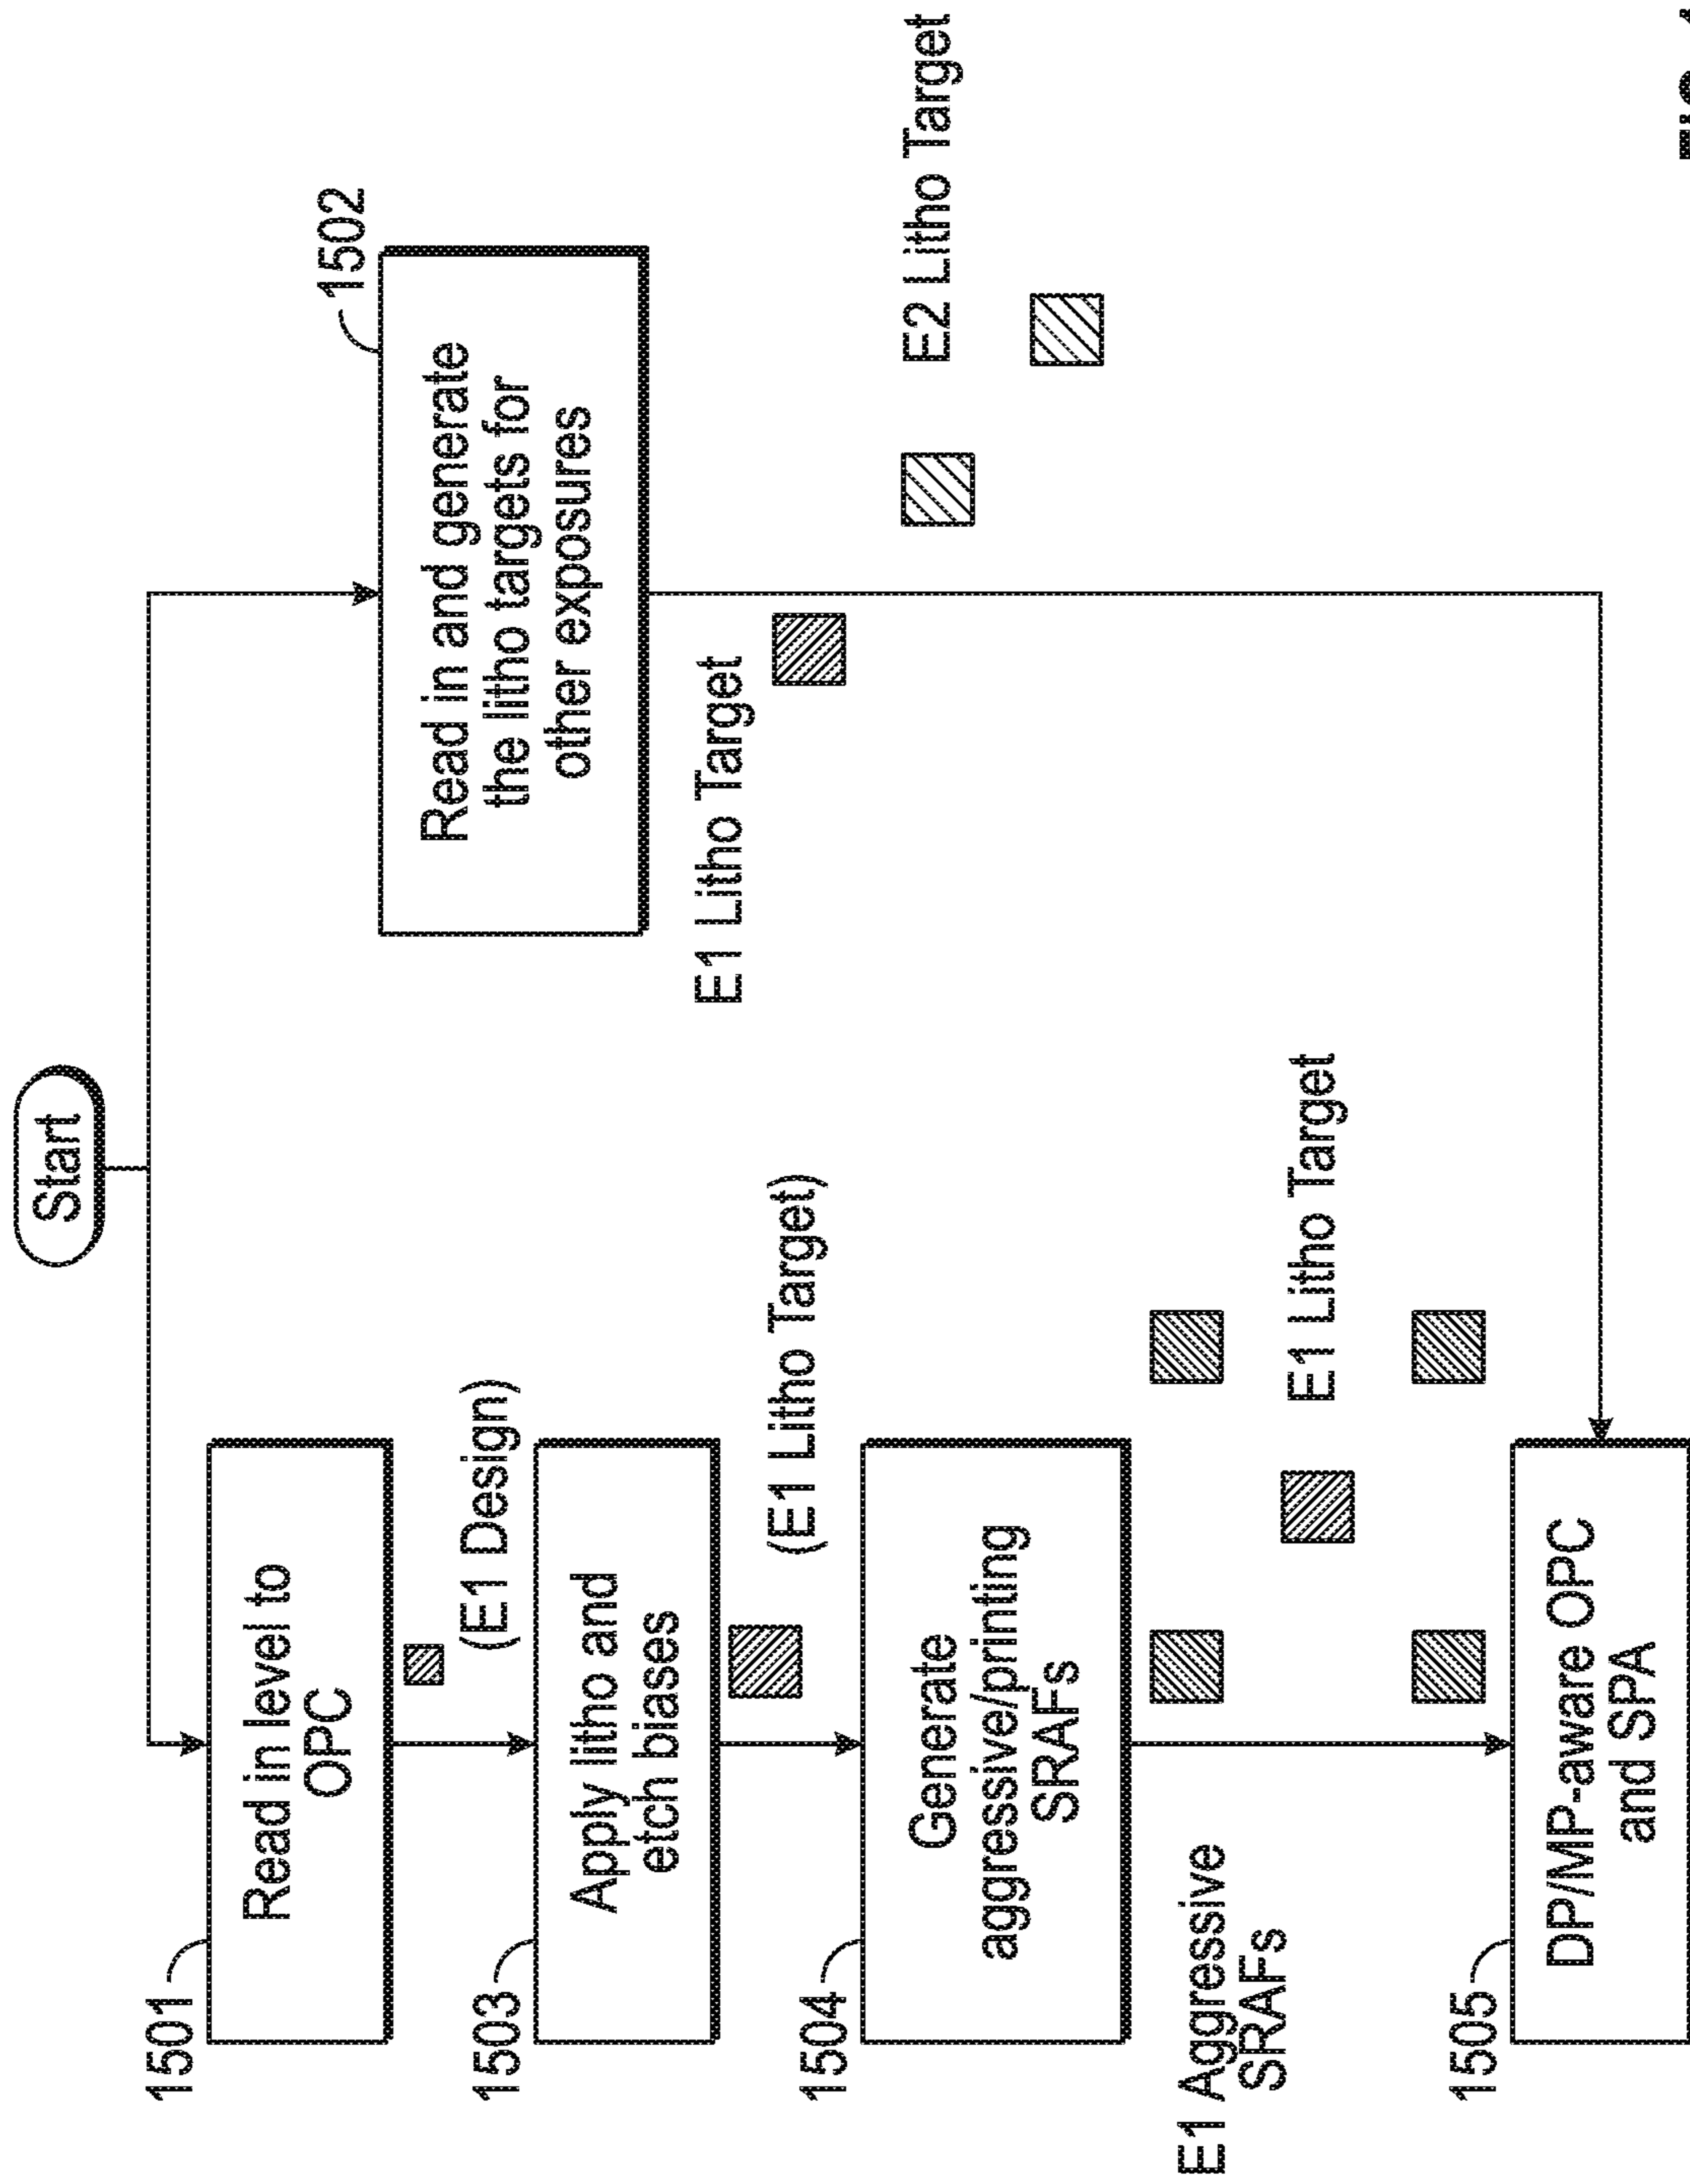 Start
1501
Read in level to
OPC
1502
Read in and generate
the litho targets for
other exposures
(E1 Design)
1503
Apply litho and
etch biases
E1 Litho Target
(E1 Litho Target)
E2 Litho Target
1504
Generate
aggressive/printing
SRAFs
E1 Aggressive
SRAFs
E1 Litho Target
1505
DP/MP-aware OPC
and SPA